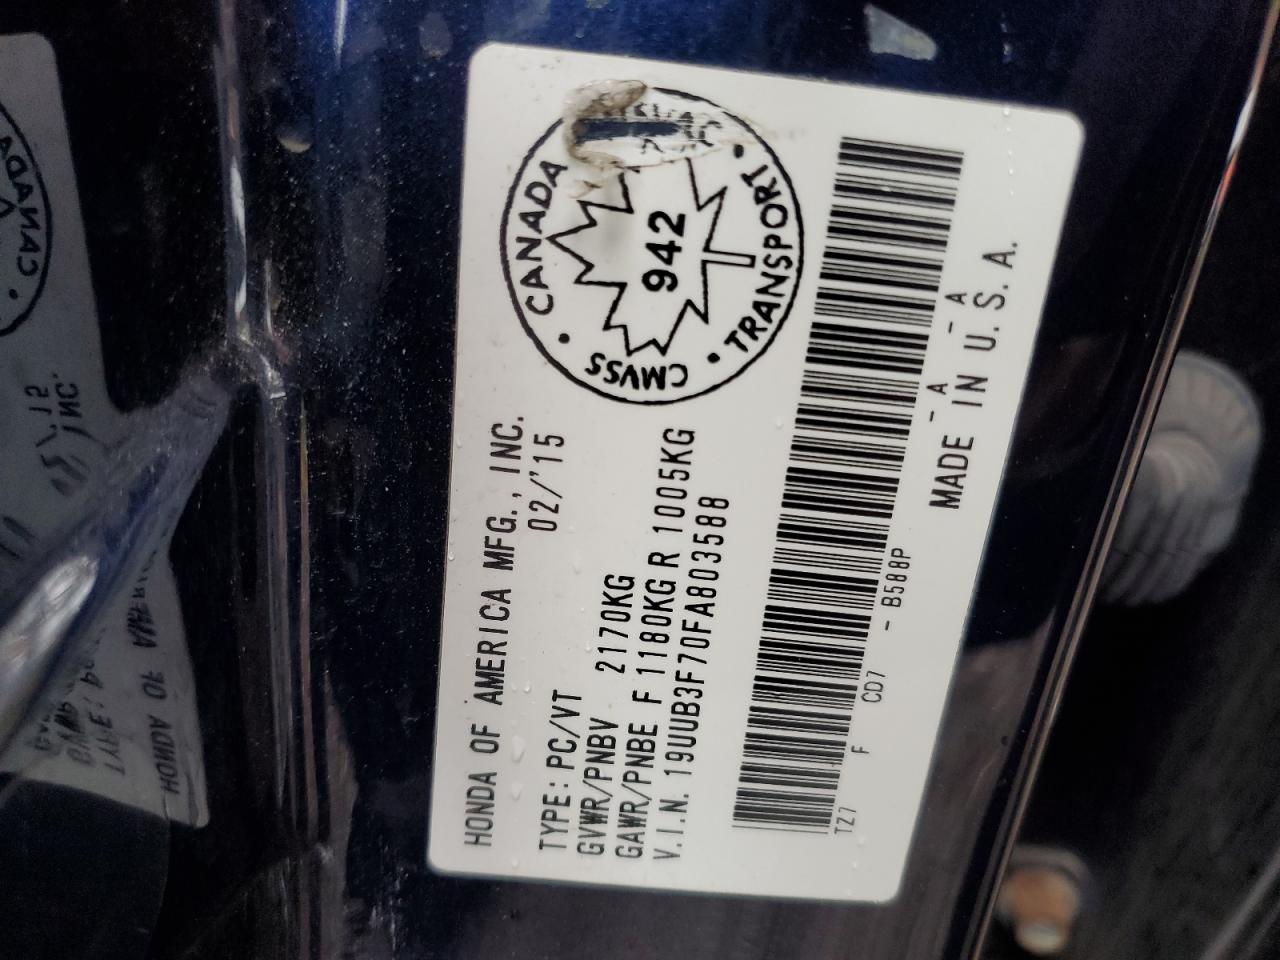 HONDA OF AMERICA MFG., INC.
02/'15
TYPE: PC/VT
GVWR/PNBV 2170KG
GAWR/PNBE F 1180KG R 1005KG
V.I.N. 19UUB3F70FA803588
CANADA
TRANSPORT
CMVSS
942
TZ7 F CD7 - B588P - A - A
MADE IN U.S.A.